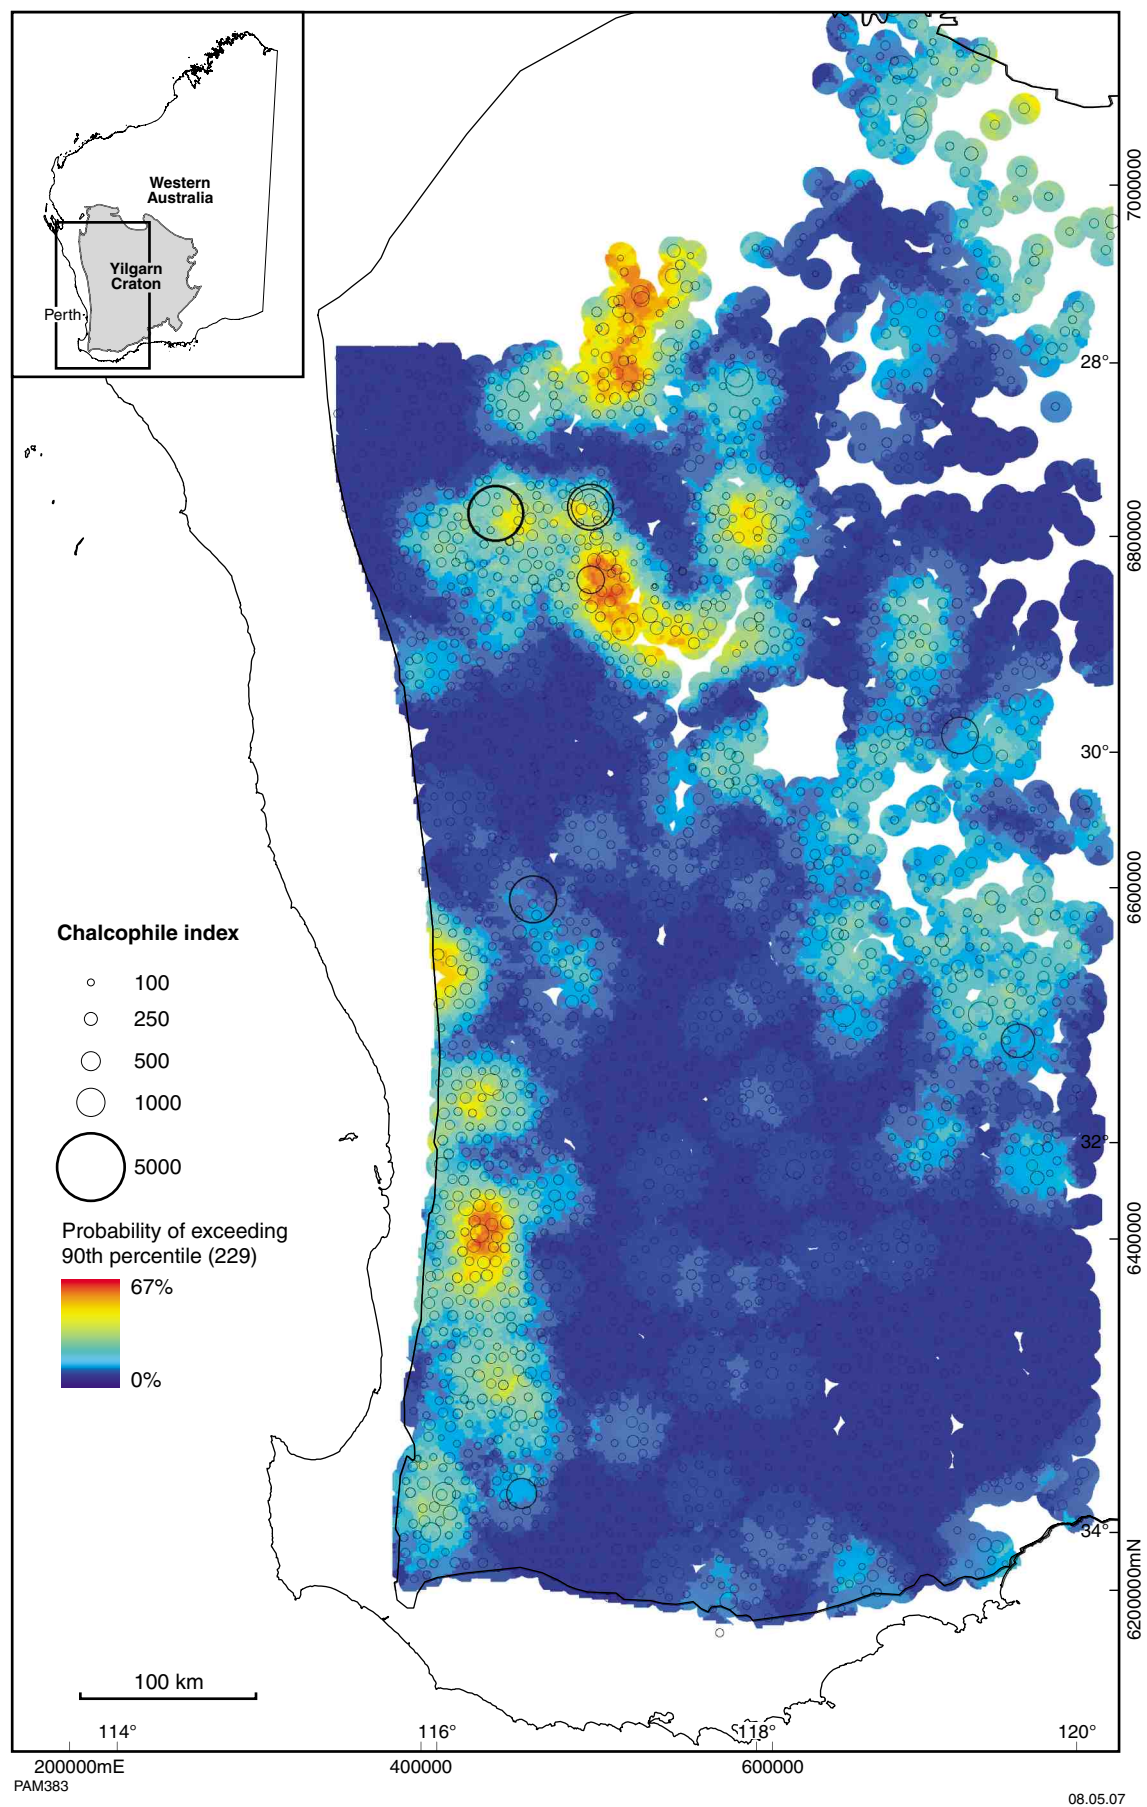 Western
Australia
Yilgarn
Craton
Perth
7000000
28°
6800000
30°
6600000
Chalcophile index
100
250
500
1000
5000
32°
6400000
Probability of exceeding
90th percentile (229)
67%
0%
34°
6200000mN
100 km
114°
116°
118°
120°
200000mE
400000
600000
PAM383
08.05.07